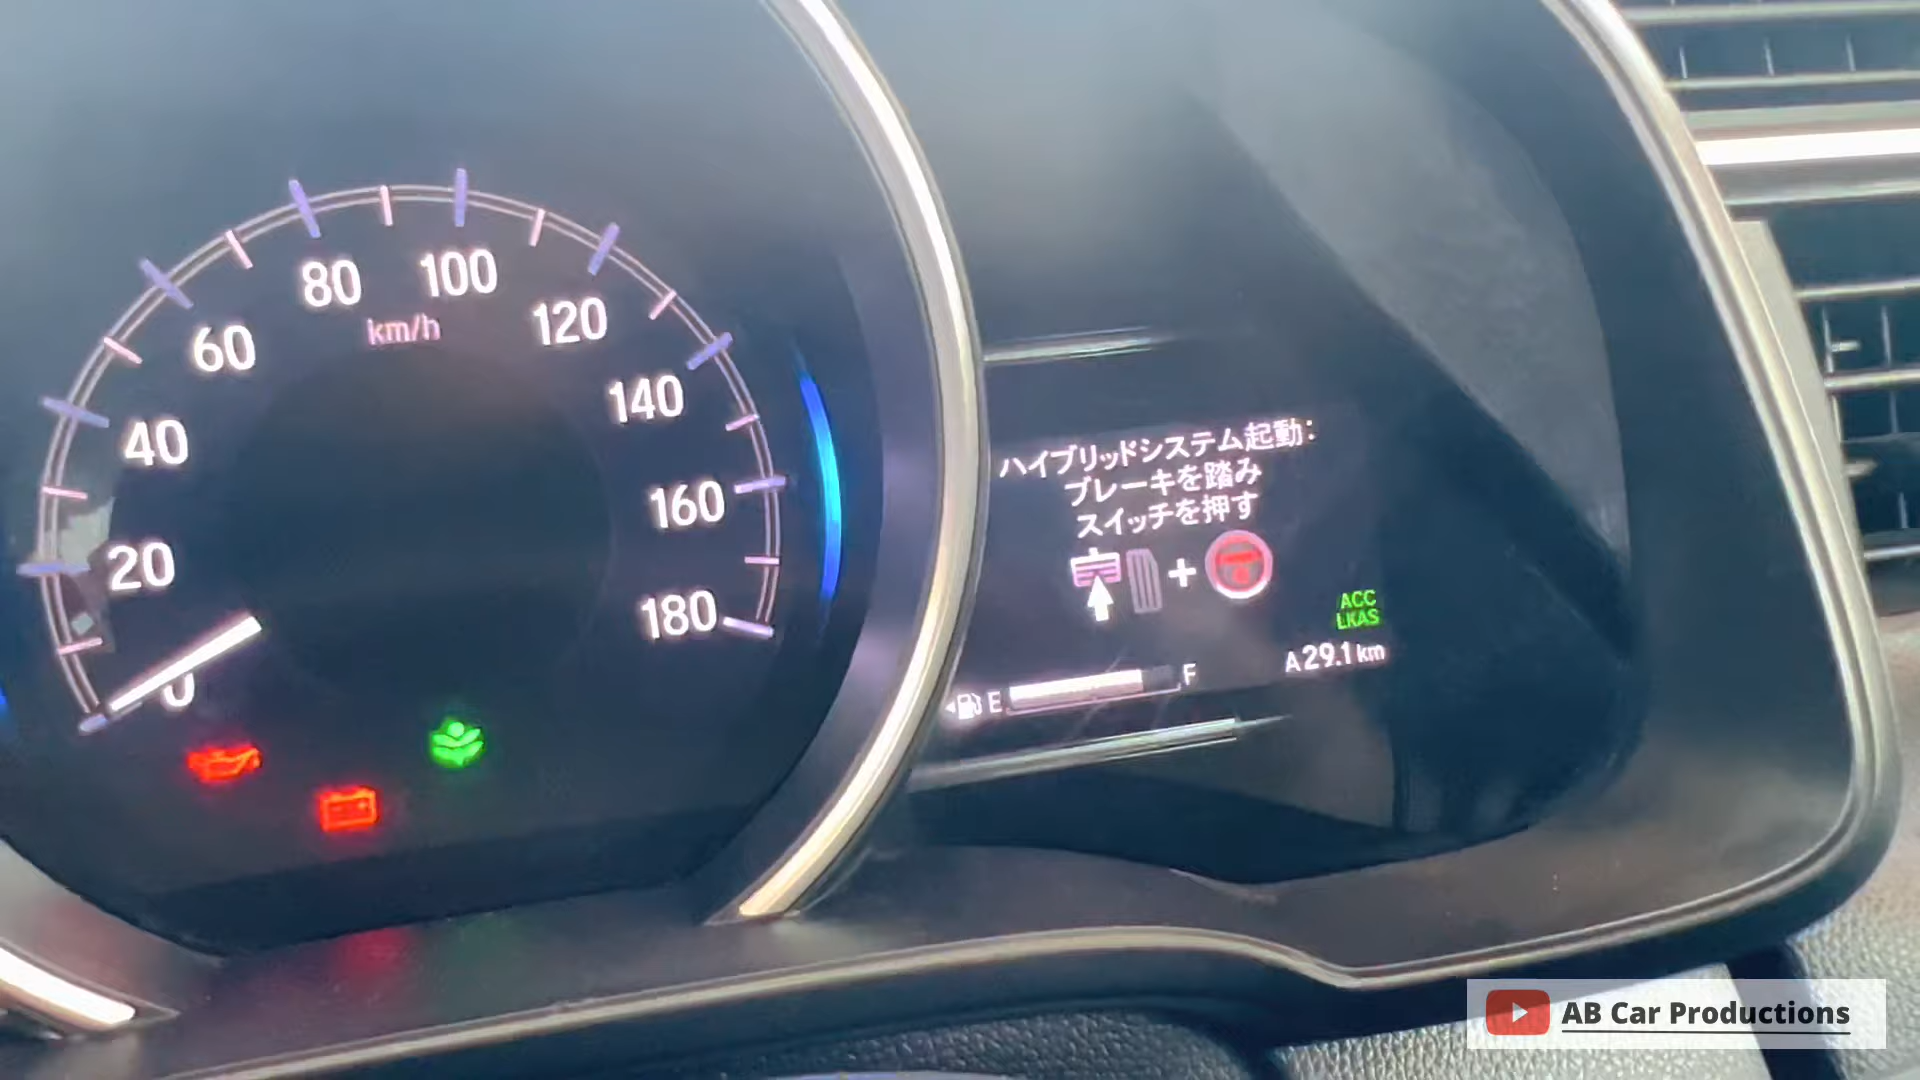 80
100
km/h
60
120
140
40
160
20
180
0
ハイブリッドシステム起動:
ブレーキを踏み
スイッチを押す
+
ACC
LKAS
A 29.1 km
E
F
AB Car Productions